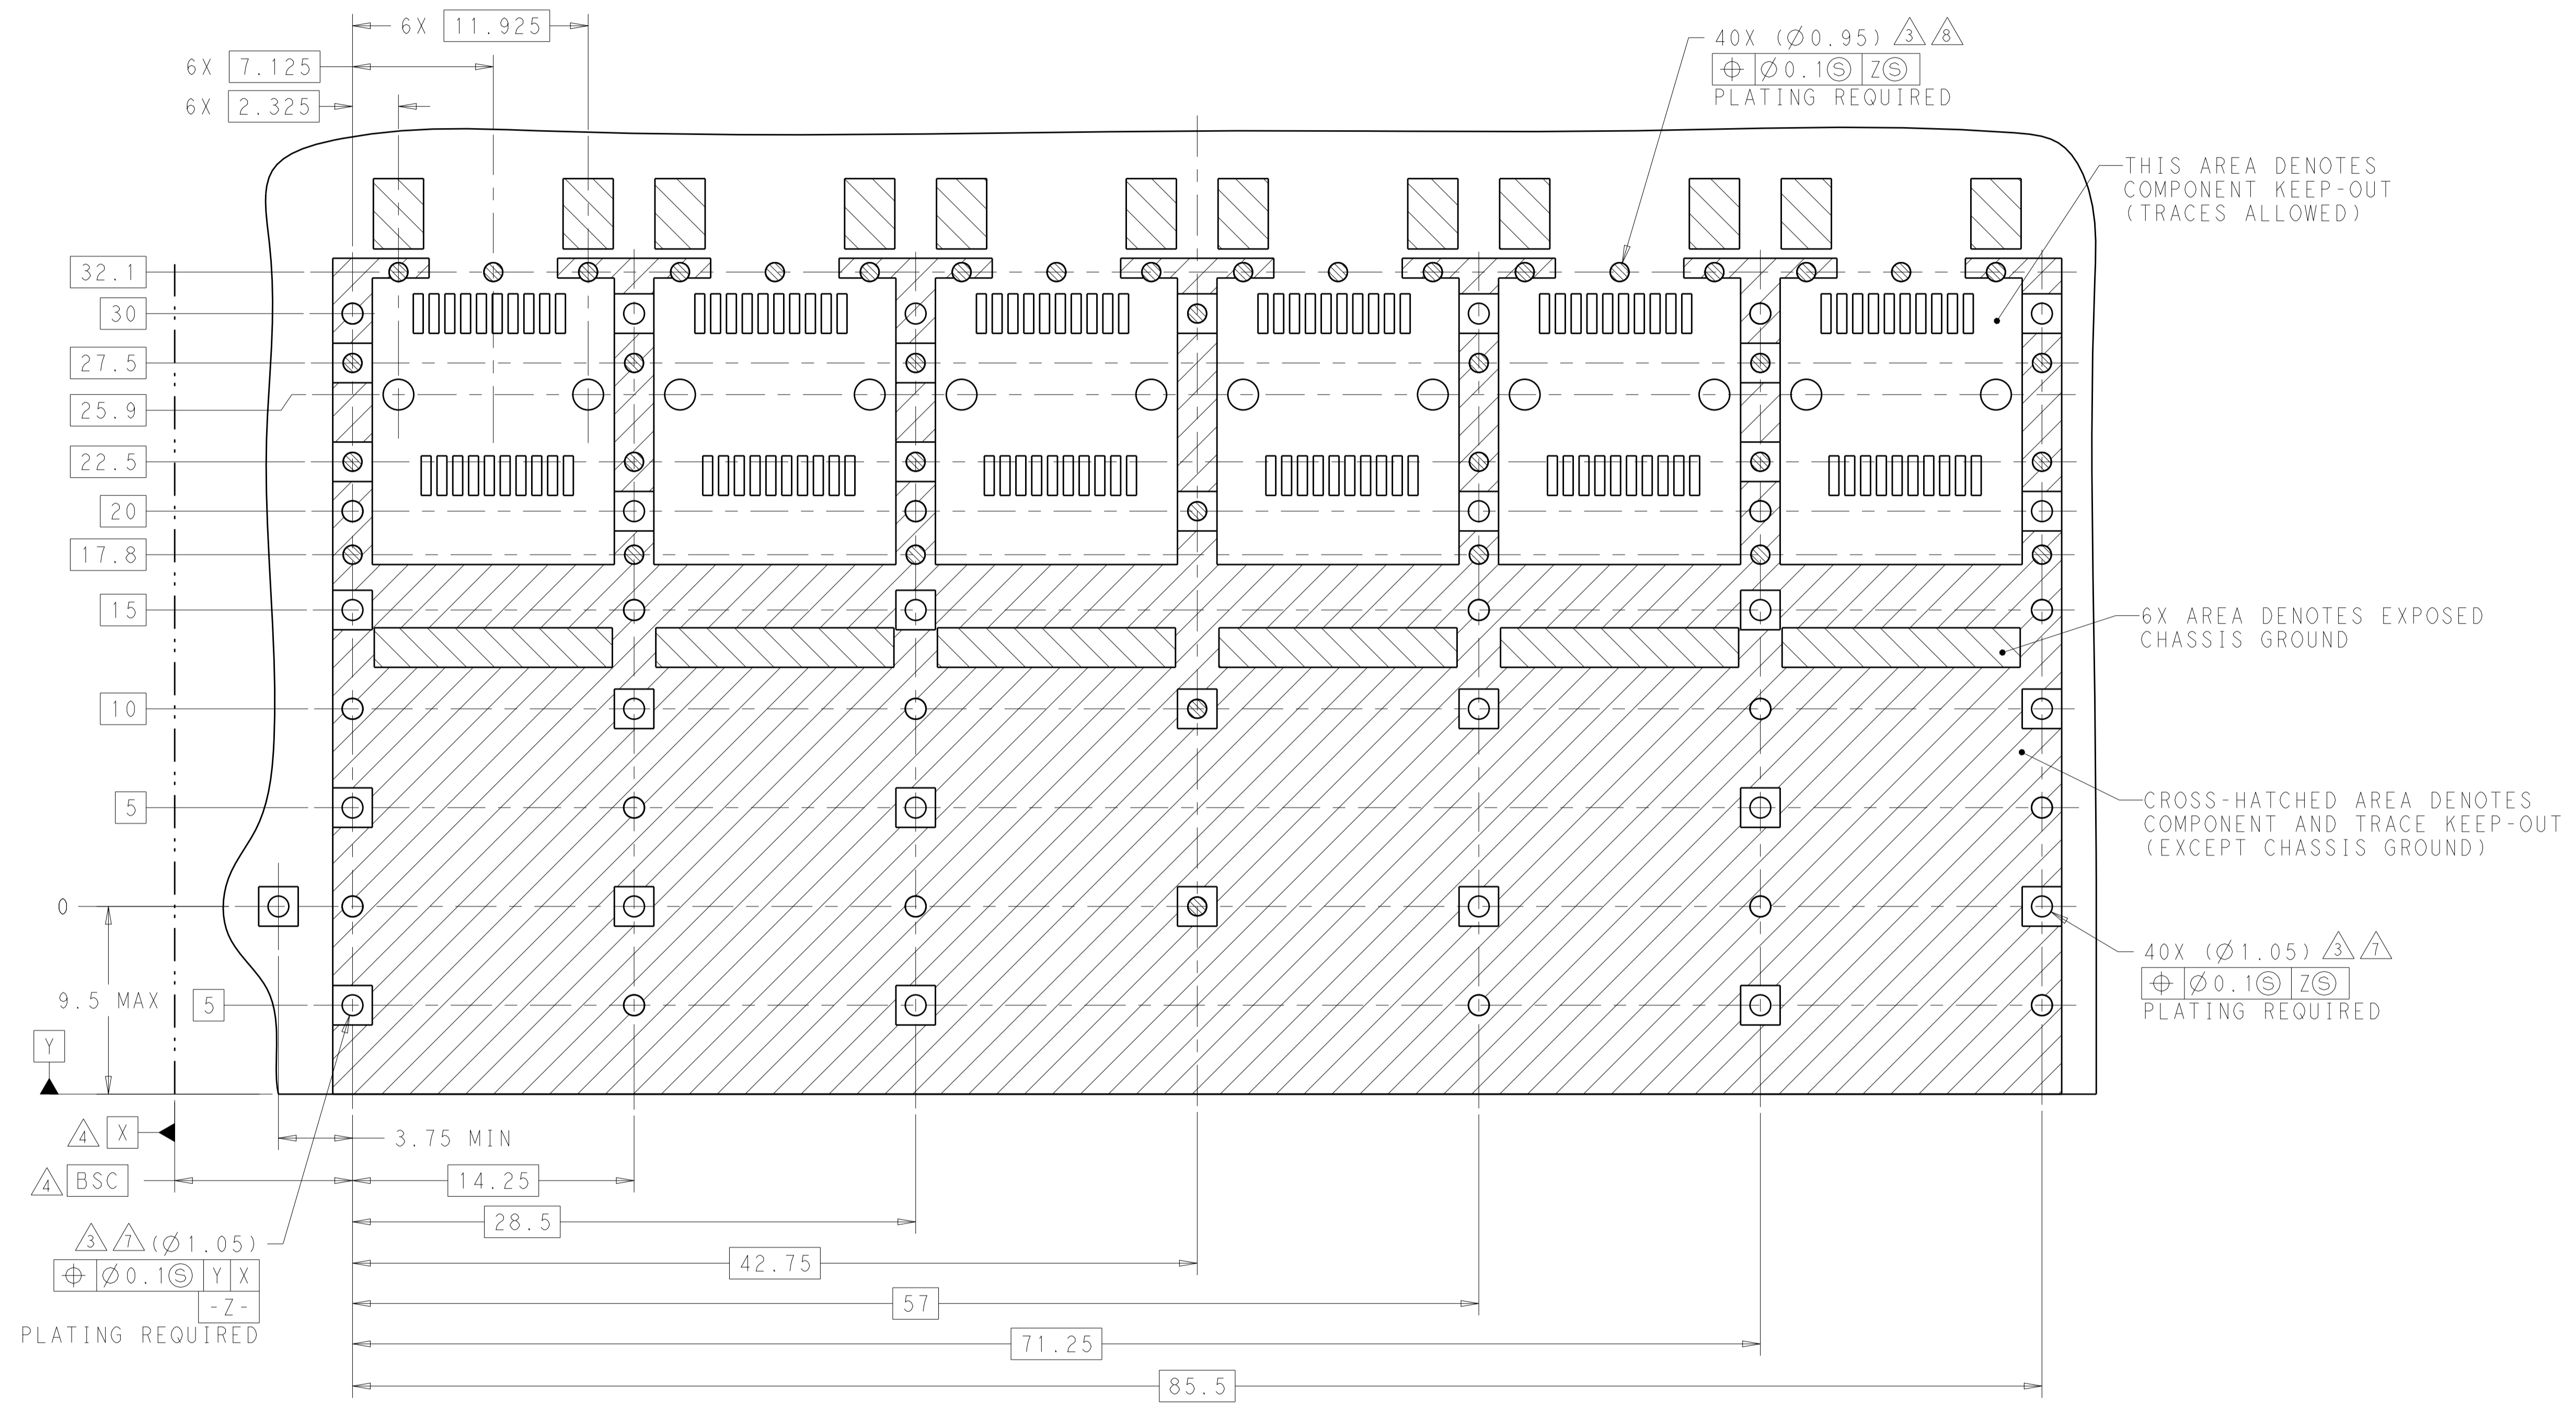 6X 11.925
6X 7.125
6X 2.325
40X (Ø0.95) 3 8
⌖ Ø0.1Ⓢ ZⓈ
PLATING REQUIRED
THIS AREA DENOTES
COMPONENT KEEP-OUT
(TRACES ALLOWED)
32.1
30
27.5
25.9
22.5
20
17.8
15
10
5
0
5
9.5 MAX
6X AREA DENOTES EXPOSED
CHASSIS GROUND
CROSS-HATCHED AREA DENOTES
COMPONENT AND TRACE KEEP-OUT
(EXCEPT CHASSIS GROUND)
40X (Ø1.05) 3 7
⌖ Ø0.1Ⓢ ZⓈ
PLATING REQUIRED
Y
4 X
3.75 MIN
4 BSC
14.25
28.5
3 7 (Ø1.05)
⌖ Ø0.1Ⓢ Y X
-Z-
PLATING REQUIRED
42.75
57
71.25
85.5